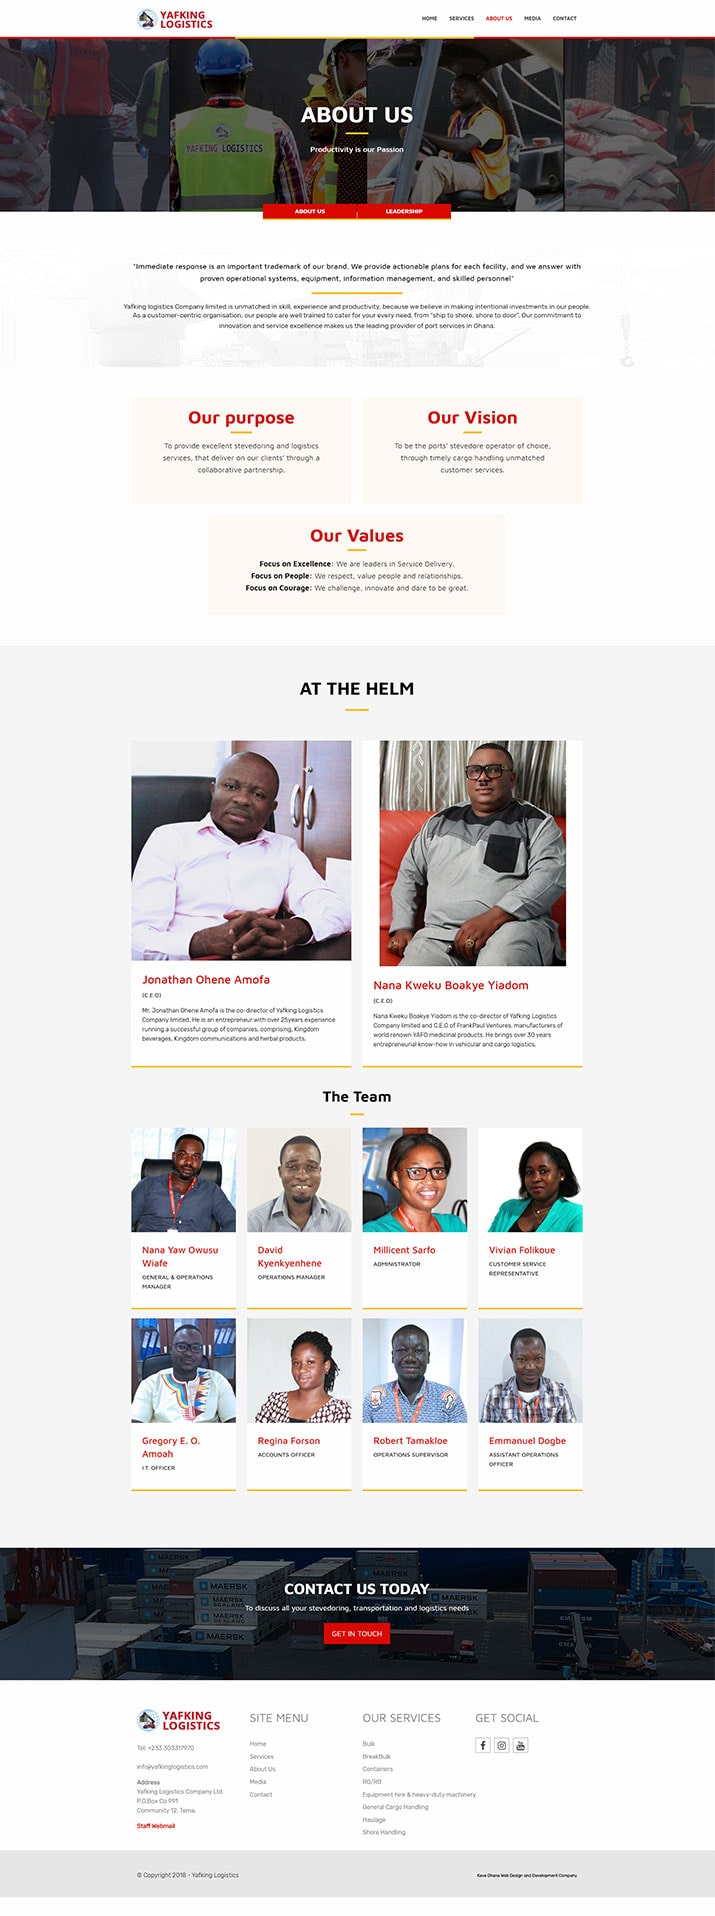 YAFKING
LOGISTICS
HOME SERVICES ABOUT US MEDIA CONTACT
YAFKING LOGISTICS
ABOUT US
Productivity is our Passion
ABOUT US LEADERSHIP
"Immediate response is an important trademark of our brand. We provide actionable plans for each facility, and we answer with
proven operational systems, equipment, information management, and skilled personnel"
Yafking logistics Company limited is unmatched in skill, experience and productivity, because we believe in making intentional investments in our people.
As a customer-centric organisation, our people are well trained to cater for your every need, from "ship to shore, shore to door". Our commitment to
innovation and service excellence makes us the leading provider of port services in Ghana.
Our purpose
To provide excellent stevedoring and logistics
services, that deliver on our clients' through a
collaborative partnership.
Our Vision
To be the ports' stevedore operator of choice,
through timely cargo handling unmatched
customer services.
Our Values
Focus on Excellence: We are leaders in Service Delivery.
Focus on People: We respect, value people and relationships.
Focus on Courage: We challenge, innovate and dare to be great.
AT THE HELM
Jonathan Ohene Amofa
(C.E.O)
Mr. Jonathan Ohene Amofa is the co-director of Yafking Logistics
Company limited. He is an entrepreneur with over 25years experience
running a successful group of companies, comprising, Kingdom
beverages, Kingdom communications and herbal products.
Nana Kweku Boakye Yiadom
(C.E.O)
Nana Kweku Boakye Yiadom is the co-director of Yafking Logistics
Company limited and C.E.O of FrankPaul Ventures, manufacturers of
world renown YAFO medicinal products. He brings over 30 years
entrepreneurial know-how in vehicular and cargo logistics.
The Team
Nana Yaw Owusu
Wiafe
GENERAL & OPERATIONS
MANAGER
David
Kyenkyenhene
OPERATIONS MANAGER
Millicent Sarfo
ADMINISTRATOR
Vivian Folikoue
CUSTOMER SERVICE
REPRESENTATIVE
Gregory E. O.
Amoah
I.T. OFFICER
Regina Forson
ACCOUNTS OFFICER
Robert Tamakloe
OPERATIONS SUPERVISOR
Emmanuel Dogbe
ASSISTANT OPERATIONS
OFFICER
MAERSK
MAERSK
SEALAND
MAERSK
CONTACT US TODAY
To discuss all your stevedoring, transportation and logistics needs
GET IN TOUCH
YAFKING
LOGISTICS
Tel: +233 303317970
info@yafkinglogistics.com
Address
Yafking Logistics Company Ltd
P.O.Box Co 991
Community 12, Tema.
Staff Webmail
SITE MENU
Home
Services
About Us
Media
Contact
OUR SERVICES
Bulk
BreakBulk
Containers
RO/RO
Equipment hire & heavy-duty machinery
General Cargo Handling
Haulage
Shore Handling
GET SOCIAL
© Copyright 2018 - Yafking Logistics
Kava Ghana Web Design and Development Company